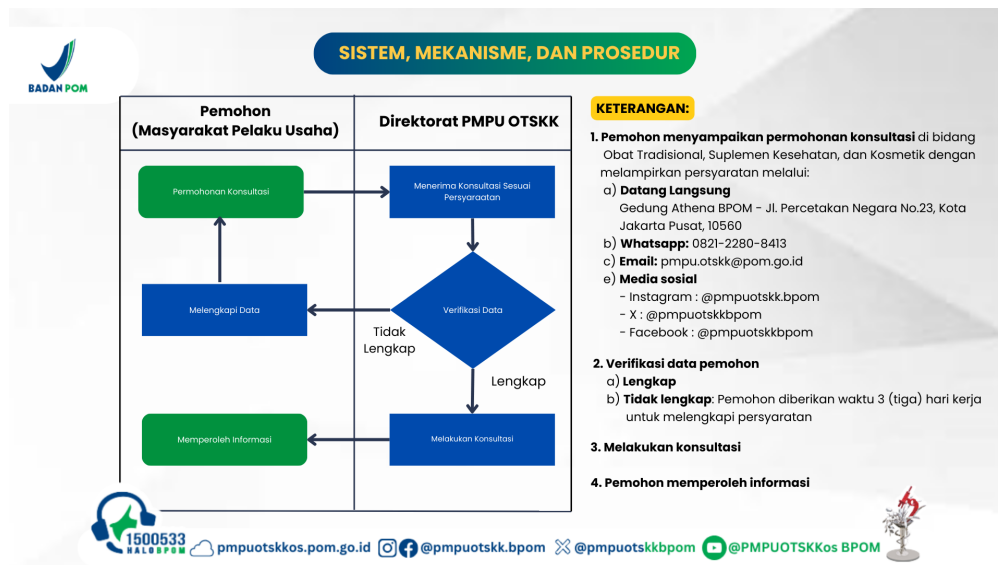 SISTEM, MEKANISME, DAN PROSEDUR
BADAN POM
Pemohon
(Masyarakat Pelaku Usaha)
Direktorat PMPU OTSKK
Permohonan Konsultasi
Menerima Konsultasi Sesuai
Persyaraatan
Melengkapi Data
Verifikasi Data
Tidak
Lengkap
Lengkap
Memperoleh Informasi
Melakukan Konsultasi
KETERANGAN:
1. Pemohon menyampaikan permohonan konsultasi di bidang
Obat Tradisional, Suplemen Kesehatan, dan Kosmetik dengan
melampirkan persyaratan melalui:
a) Datang Langsung
Gedung Athena BPOM - Jl. Percetakan Negara No.23, Kota
Jakarta Pusat, 10560
b) Whatsapp: 0821-2280-8413
c) Email: pmpu.otskk@pom.go.id
e) Media sosial
- Instagram : @pmpuotskk.bpom
- X : @pmpuotskkbpom
- Facebook : @pmpuotskkbpom
2. Verifikasi data pemohon
a) Lengkap
b) Tidak lengkap: Pemohon diberikan waktu 3 (tiga) hari kerja
untuk melengkapi persyaratan
3. Melakukan konsultasi
4. Pemohon memperoleh informasi
1500533
HALOBPOM
pmpuotskkos.pom.go.id
@pmpuotskk.bpom
@pmpuotskkbpom
@PMPUOTSKKos BPOM